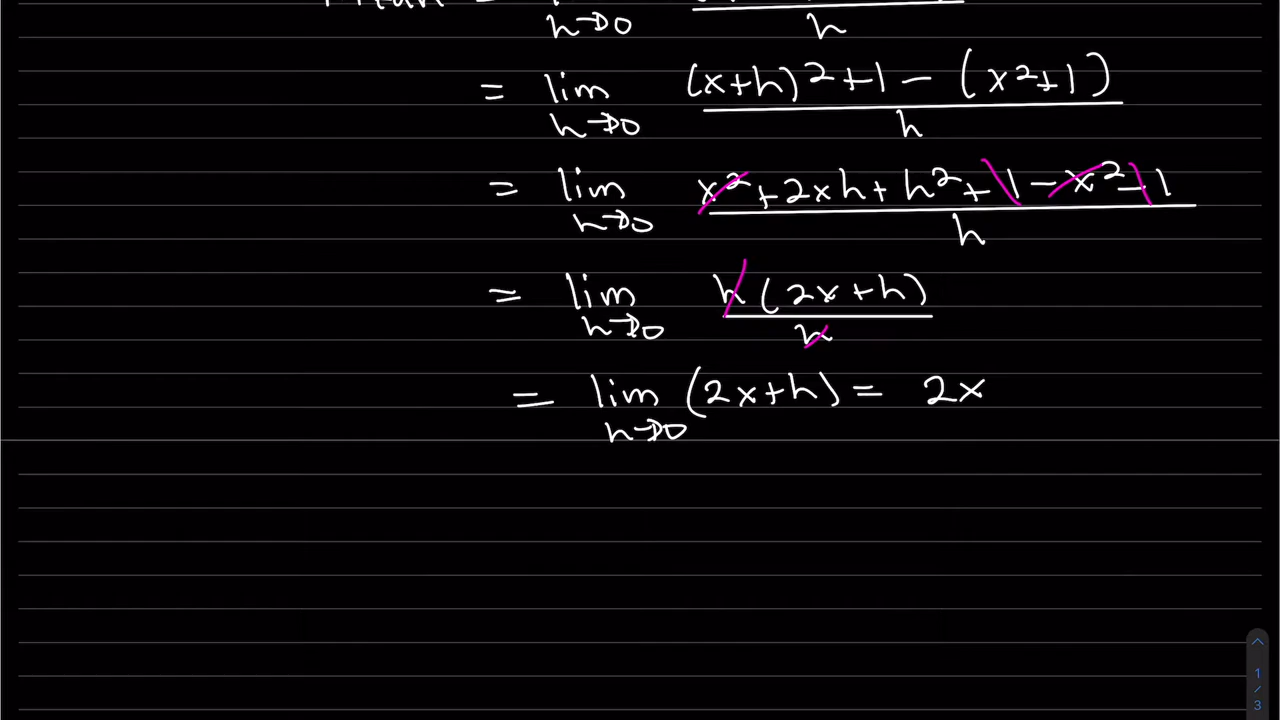 =
h→0 h
= lim (x+h)2+1 − (x2+1)
h→0 h
= lim x2+2xh+h2+1−x2−1
h→0 h
= lim h(2x+h)
h→0 h
= lim (2x+h) = 2x
h→0
1
/
3